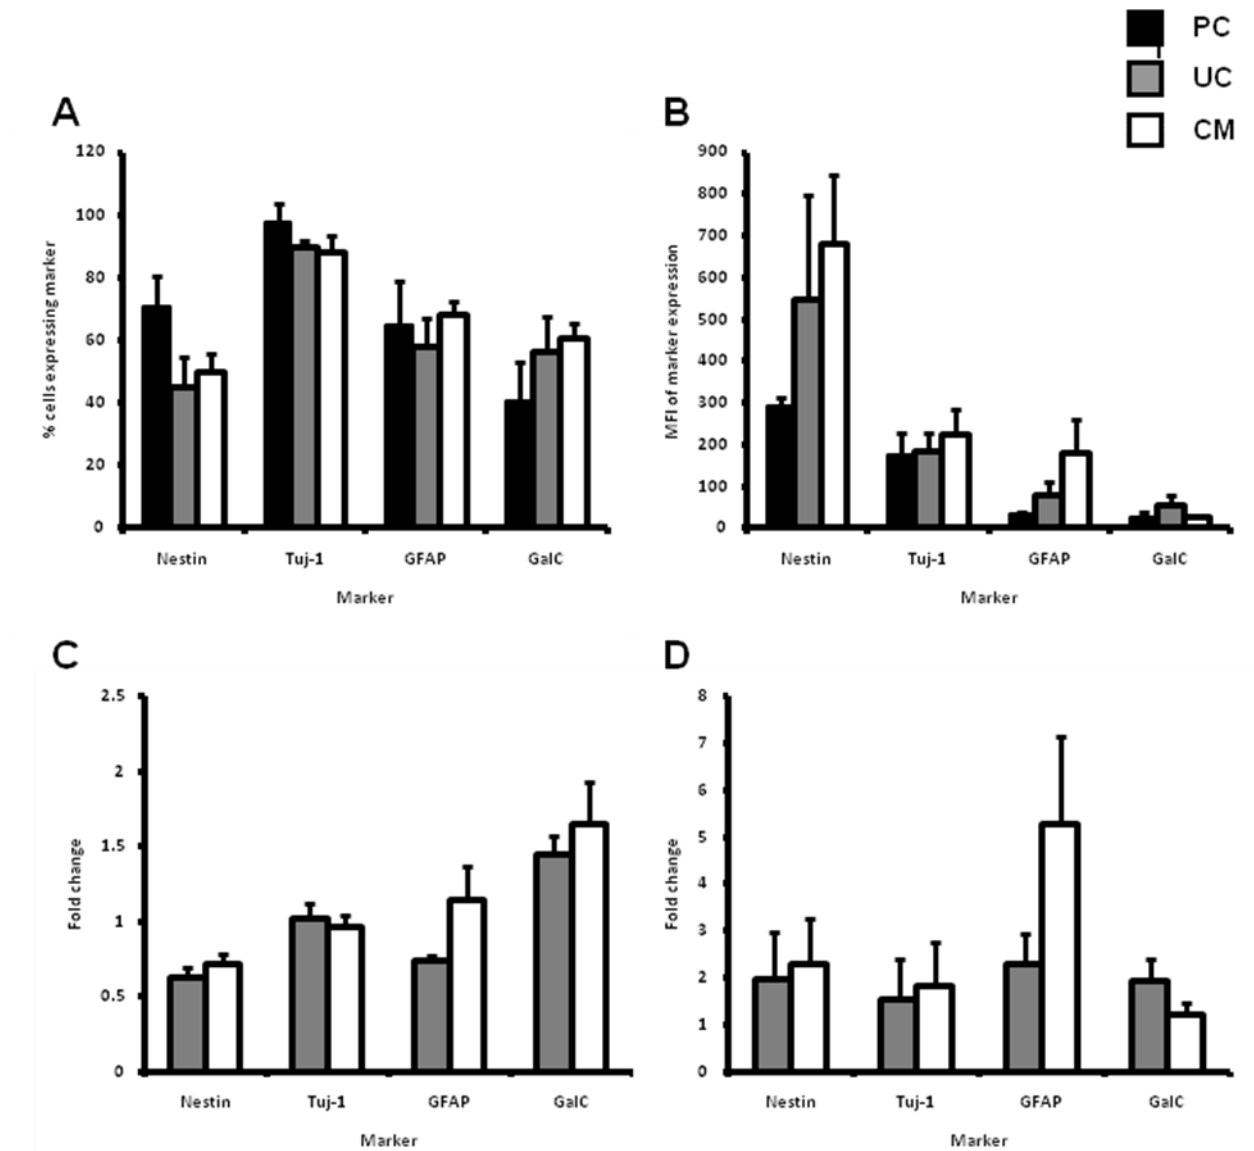 PC
UC
CM
A
120
100
80
60
40
20
0
% cells expressing marker
Nestin Tuj-1 GFAP GalC
Marker
B
900
800
700
600
500
400
300
200
100
0
MFI of marker expression
Nestin Tuj-1 GFAP GalC
Marker
C
2.5
2
1.5
1
0.5
0
Fold change
Nestin Tuj-1 GFAP GalC
Marker
D
8
7
6
5
4
3
2
1
0
Fold change
Nestin Tuj-1 GFAP GalC
Marker